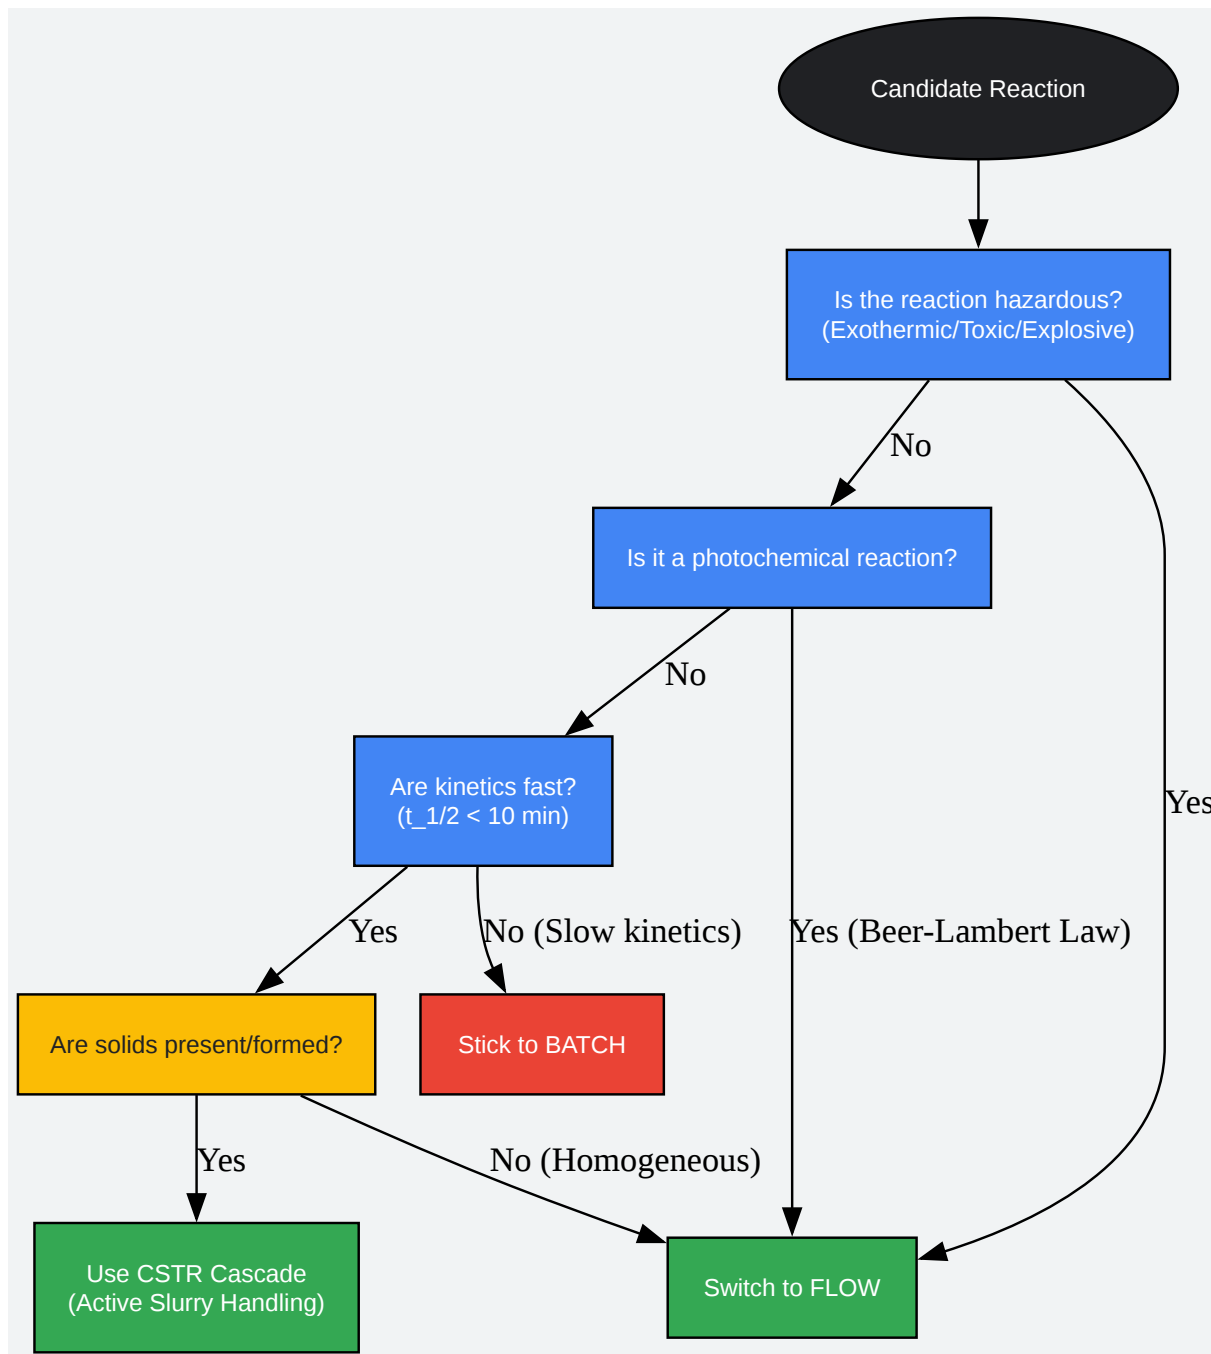 Candidate Reaction
Is the reaction hazardous?
(Exothermic/Toxic/Explosive)
No
Is it a photochemical reaction?
No
Are kinetics fast?
(t_1/2 < 10 min)
Yes
Yes
No (Slow kinetics)
Yes (Beer-Lambert Law)
Are solids present/formed?
Stick to BATCH
Yes
No (Homogeneous)
Use CSTR Cascade
(Active Slurry Handling)
Switch to FLOW